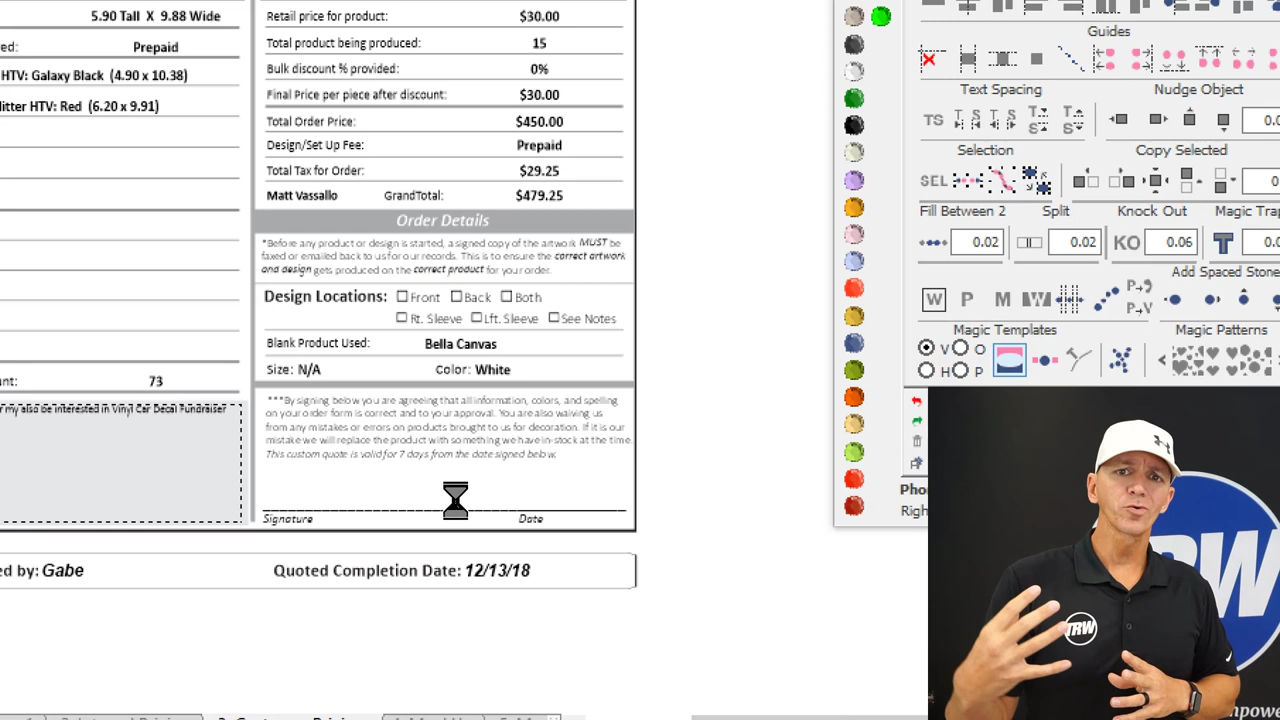 5.90 Tall X 9.88 Wide
Prepaid
HTV: Galaxy Black (4.90 x 10.38)
HTV: Red (6.20 x 9.91)
73
my also be interested in Vinyl Car Decal Fundraiser
by: Gabe
Retail price for product: $30.00
Total product being produced: 15
Bulk discount % provided: 0%
Final Price per piece after discount: $30.00
Total Order Price: $450.00
Design/Set Up Fee: Prepaid
Total Tax for Order: $29.25
Matt Vassallo GrandTotal: $479.25
Order Details
*Before any product or design is started, a signed copy of the artwork MUST be
faxed or emailed back to us for our records. This is to ensure the correct artwork
and design gets produced on the correct product for your order.
Design Locations: Front Back Both
Rt. Sleeve Lft. Sleeve See Notes
Blank Product Used: Bella Canvas
Size: N/A Color: White
***By signing below you are agreeing that all information, colors, and spelling
on your order form is correct and to your approval. You are also waiving us
from any mistakes or errors on products brought to us for decoration. If it is our
mistake we will replace the product with something we have in-stock at the time.
This custom quote is valid for 7 days from the date signed below.
Signature Date
Quoted Completion Date: 12/13/18
Guides
Text Spacing Nudge Object
TS
Selection Copy Selected
SEL
Fill Between 2 Split Knock Out Magic
0.02 0.02 KO 0.06 T
Add Spaced
W P M W
Magic Templates Magic Patterns
V O
H P
TRW
TRW